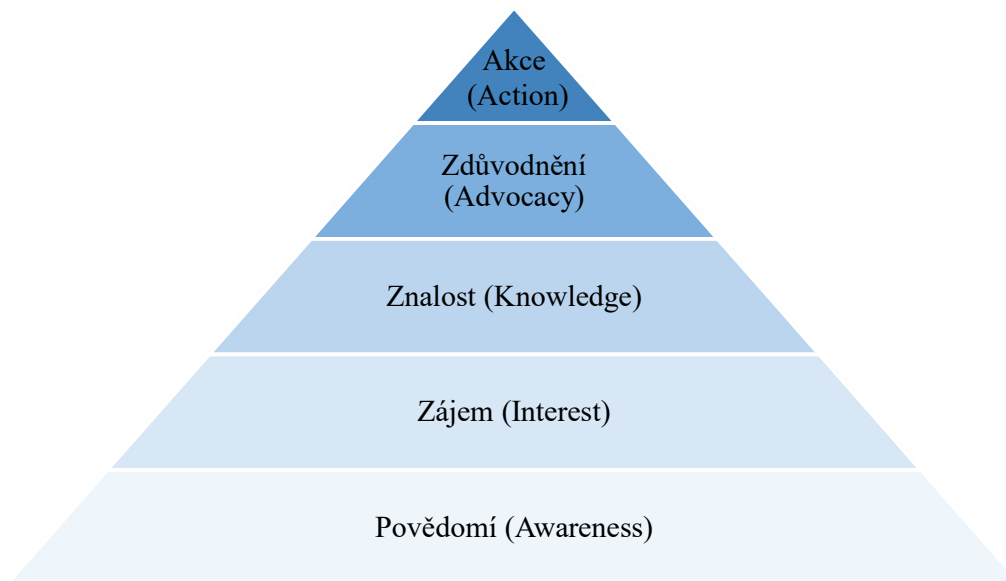 Akce
(Action)
Zdůvodnění
(Advocacy)
Znalost (Knowledge)
Zájem (Interest)
Povědomí (Awareness)